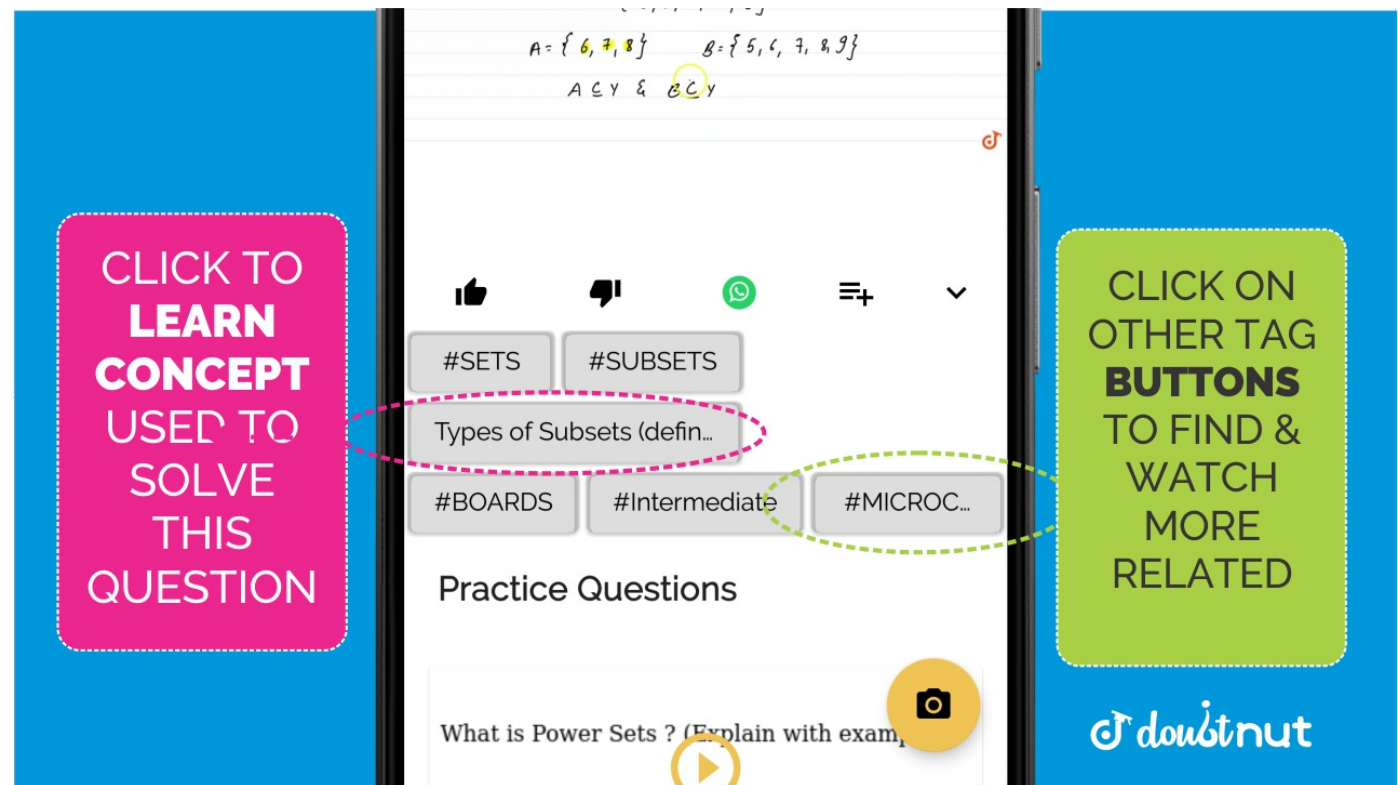 A = { 6, 7, 8 } B = { 5, 6, 7, 8, 9 }
A ⊆ Y & B ⊆ Y
CLICK TO
LEARN
CONCEPT
USED TO
SOLVE
THIS
QUESTION
#SETS #SUBSETS
Types of Subsets (defin...
#BOARDS #Intermediate #MICROC...
Practice Questions
What is Power Sets ? (Explain with examp
CLICK ON
OTHER TAG
BUTTONS
TO FIND &
WATCH
MORE
RELATED
doubtnut